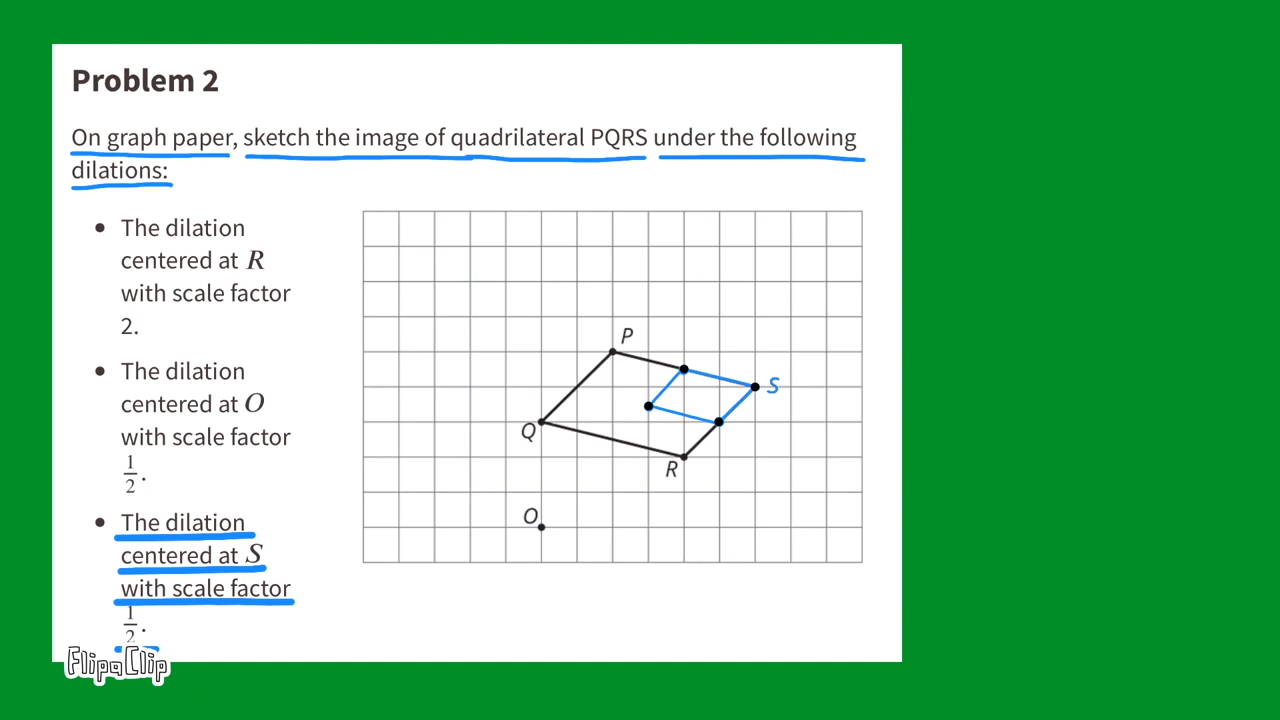 Problem 2
On graph paper, sketch the image of quadrilateral PQRS under the following
dilations:
• The dilation
centered at R
with scale factor
2.
• The dilation
centered at O
with scale factor
1/2.
• The dilation
centered at S
with scale factor
1/2.
P
S
Q
R
O
FlipaClip